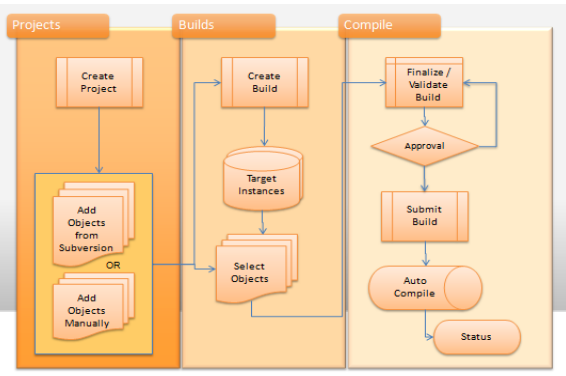 Projects
Create
Project
Add
Objects
from
Subversion
OR
Add
Objects
Manually
Builds
Create
Build
Target
Instances
Select
Objects
Compile
Finalize /
Validate
Build
Approval
Submit
Build
Auto
Compile
Status